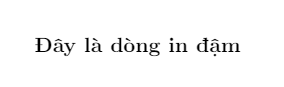 Đây là dòng in đậm